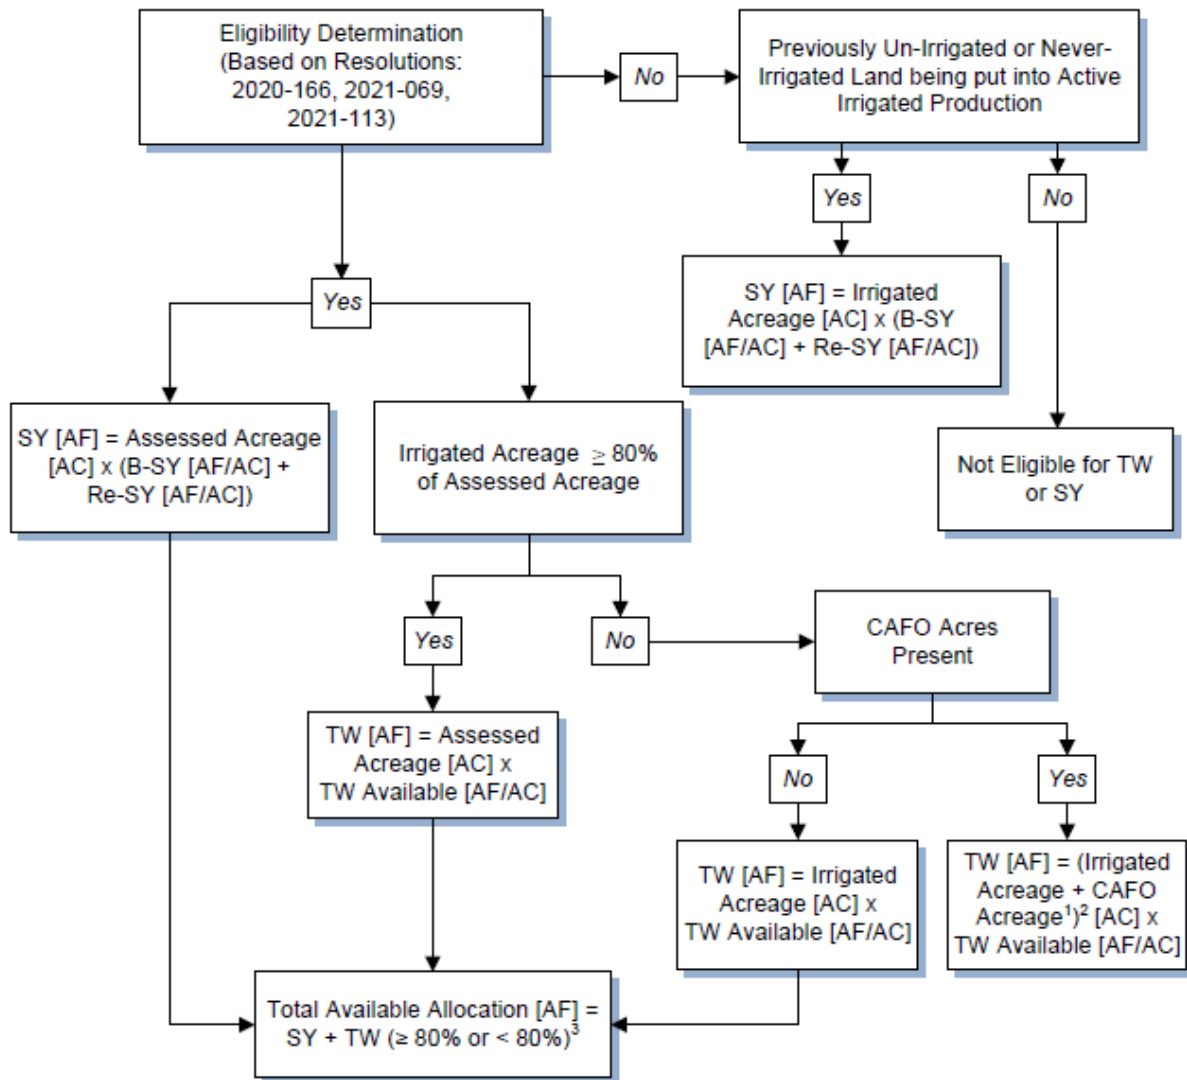 Eligibility Determination
(Based on Resolutions:
2020-166, 2021-069,
2021-113)
No
Previously Un-Irrigated or Never-
Irrigated Land being put into Active
Irrigated Production
Yes
No
Yes
SY [AF] = Irrigated
Acreage [AC] x (B-SY
[AF/AC] + Re-SY [AF/AC])
SY [AF] = Assessed Acreage
[AC] x (B-SY [AF/AC] +
Re-SY [AF/AC])
Irrigated Acreage ≥ 80%
of Assessed Acreage
Not Eligible for TW
or SY
Yes
No
CAFO Acres
Present
TW [AF] = Assessed
Acreage [AC] x
TW Available [AF/AC]
No
Yes
TW [AF] = Irrigated
Acreage [AC] x
TW Available [AF/AC]
TW [AF] = (Irrigated
Acreage + CAFO
Acreage¹)² [AC] x
TW Available [AF/AC]
Total Available Allocation [AF] =
SY + TW (≥ 80% or < 80%)³